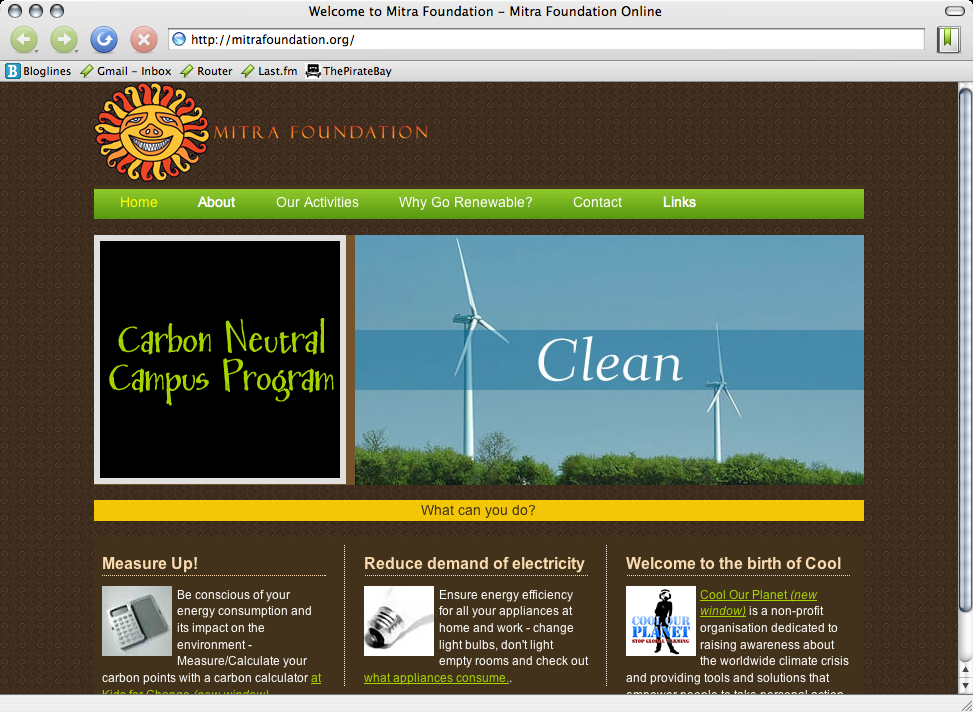 Welcome to Mitra Foundation – Mitra Foundation Online
http://mitrafoundation.org/
Bloglines Gmail – Inbox Router Last.fm ThePirateBay
MITRA FOUNDATION
Home About Our Activities Why Go Renewable? Contact Links
Carbon Neutral
Campus Program
Clean
What can you do?
Measure Up!
Be conscious of your
energy consumption and
its impact on the
environment -
Measure/Calculate your
carbon points with a carbon calculator at
Kids for Change (new window)
Reduce demand of electricity
Ensure energy efficiency
for all your appliances at
home and work - change
light bulbs, don't light
empty rooms and check out
what appliances consume..
Welcome to the birth of Cool
COOL OUR
PLANET
STOP GLOBAL WARMING
Cool Our Planet (new
window) is a non-profit
organisation dedicated to
raising awareness about
the worldwide climate crisis
and providing tools and solutions that
empower people to take personal action